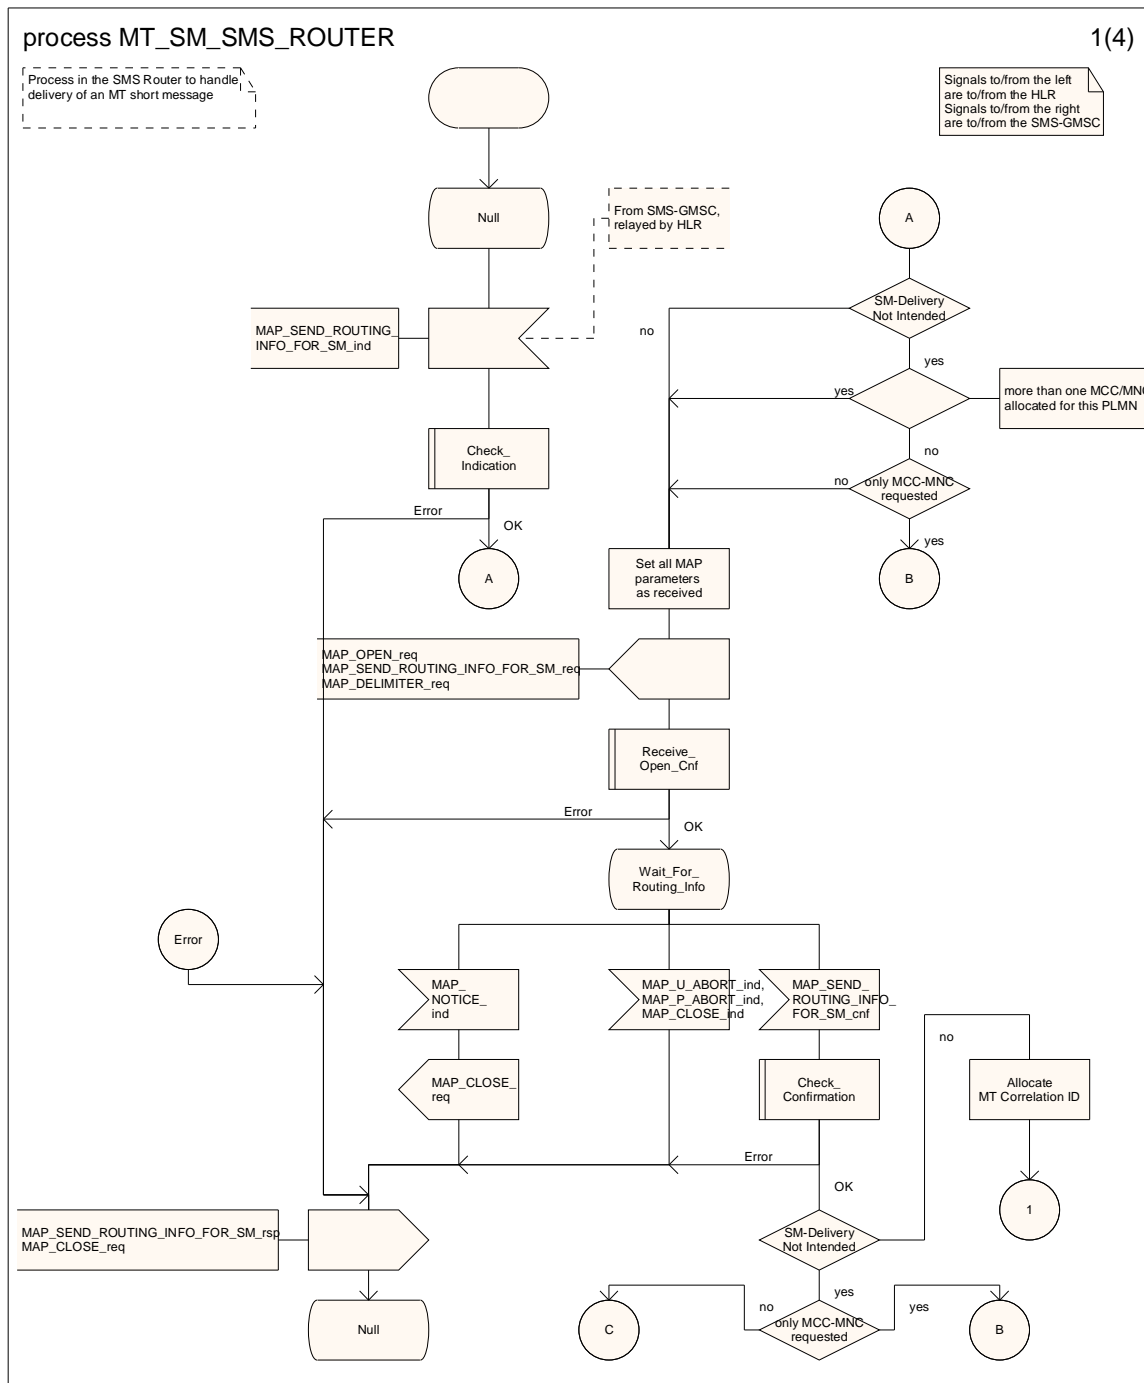 process MT_SM_SMS_ROUTER
1(4)
Process in the SMS Router to handle
delivery of an MT short message
Signals to/from the left
are to/from the HLR
Signals to/from the right
are to/from the SMS-GMSC
Null
From SMS-GMSC,
relayed by HLR
A
SM-Delivery
Not Intended
no
MAP_SEND_ROUTING_
INFO_FOR_SM_ind
yes
yes
more than one MCC/MNC
allocated for this PLMN
Check_
Indication
no
no
only MCC-MNC
requested
Error
OK
yes
A
Set all MAP
parameters
as received
B
MAP_OPEN_req
MAP_SEND_ROUTING_INFO_FOR_SM_req
MAP_DELIMITER_req
Receive_
Open_Cnf
Error
OK
Wait_For_
Routing_Info
Error
MAP_
NOTICE_
ind
MAP_U_ABORT_ind,
MAP_P_ABORT_ind,
MAP_CLOSE_ind
MAP_SEND_
ROUTING_INFO_
FOR_SM_cnf
no
MAP_CLOSE_
req
Check_
Confirmation
Allocate
MT Correlation ID
Error
OK
1
MAP_SEND_ROUTING_INFO_FOR_SM_rsp
MAP_CLOSE_req
SM-Delivery
Not Intended
yes
no
yes
Null
C
only MCC-MNC
requested
B